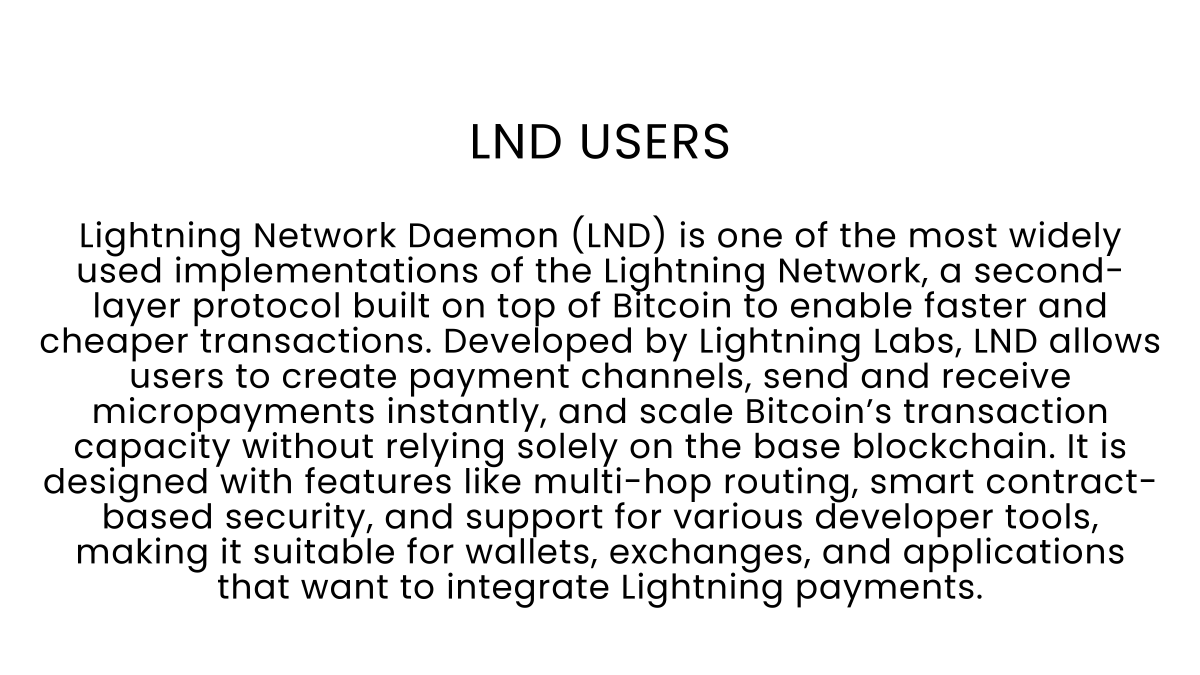 LND USERS
Lightning Network Daemon (LND) is one of the most widely
used implementations of the Lightning Network, a second-
layer protocol built on top of Bitcoin to enable faster and
cheaper transactions. Developed by Lightning Labs, LND allows
users to create payment channels, send and receive
micropayments instantly, and scale Bitcoin’s transaction
capacity without relying solely on the base blockchain. It is
designed with features like multi-hop routing, smart contract-
based security, and support for various developer tools,
making it suitable for wallets, exchanges, and applications
that want to integrate Lightning payments.